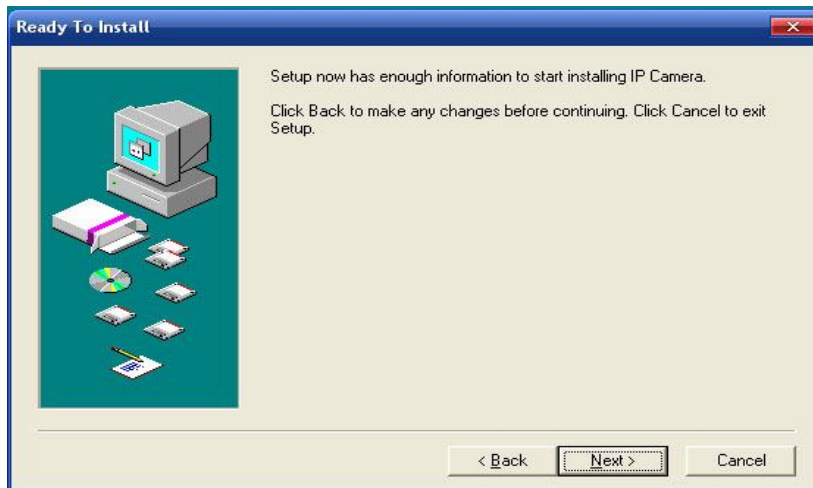 Ready To Install
Setup now has enough information to start installing IP Camera.
Click Back to make any changes before continuing. Click Cancel to exit
Setup.
< Back
Next >
Cancel